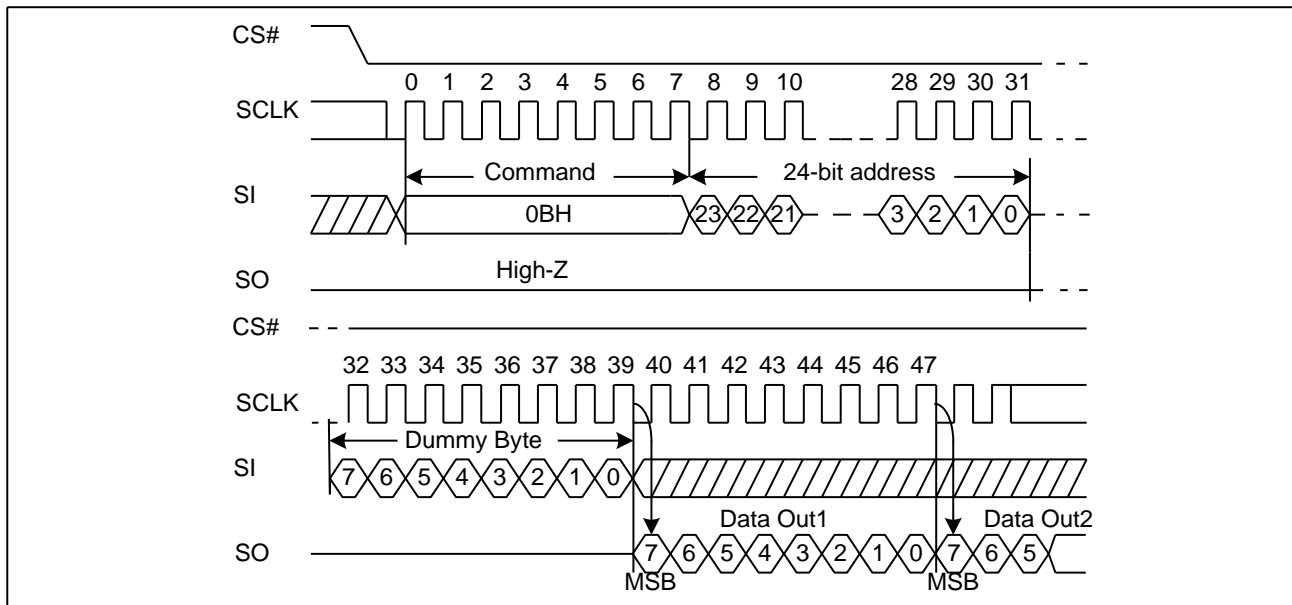 CS#
0 1 2 3 4 5 6 7 8 9 10 28 29 30 31
SCLK
Command 24-bit address
SI
0BH 23 22 21 3 2 1 0
High-Z
SO
CS#
32 33 34 35 36 37 38 39 40 41 42 43 44 45 46 47
SCLK
Dummy Byte
SI
7 6 5 4 3 2 1 0
Data Out1 Data Out2
SO
7 6 5 4 3 2 1 0 7 6 5
MSB MSB